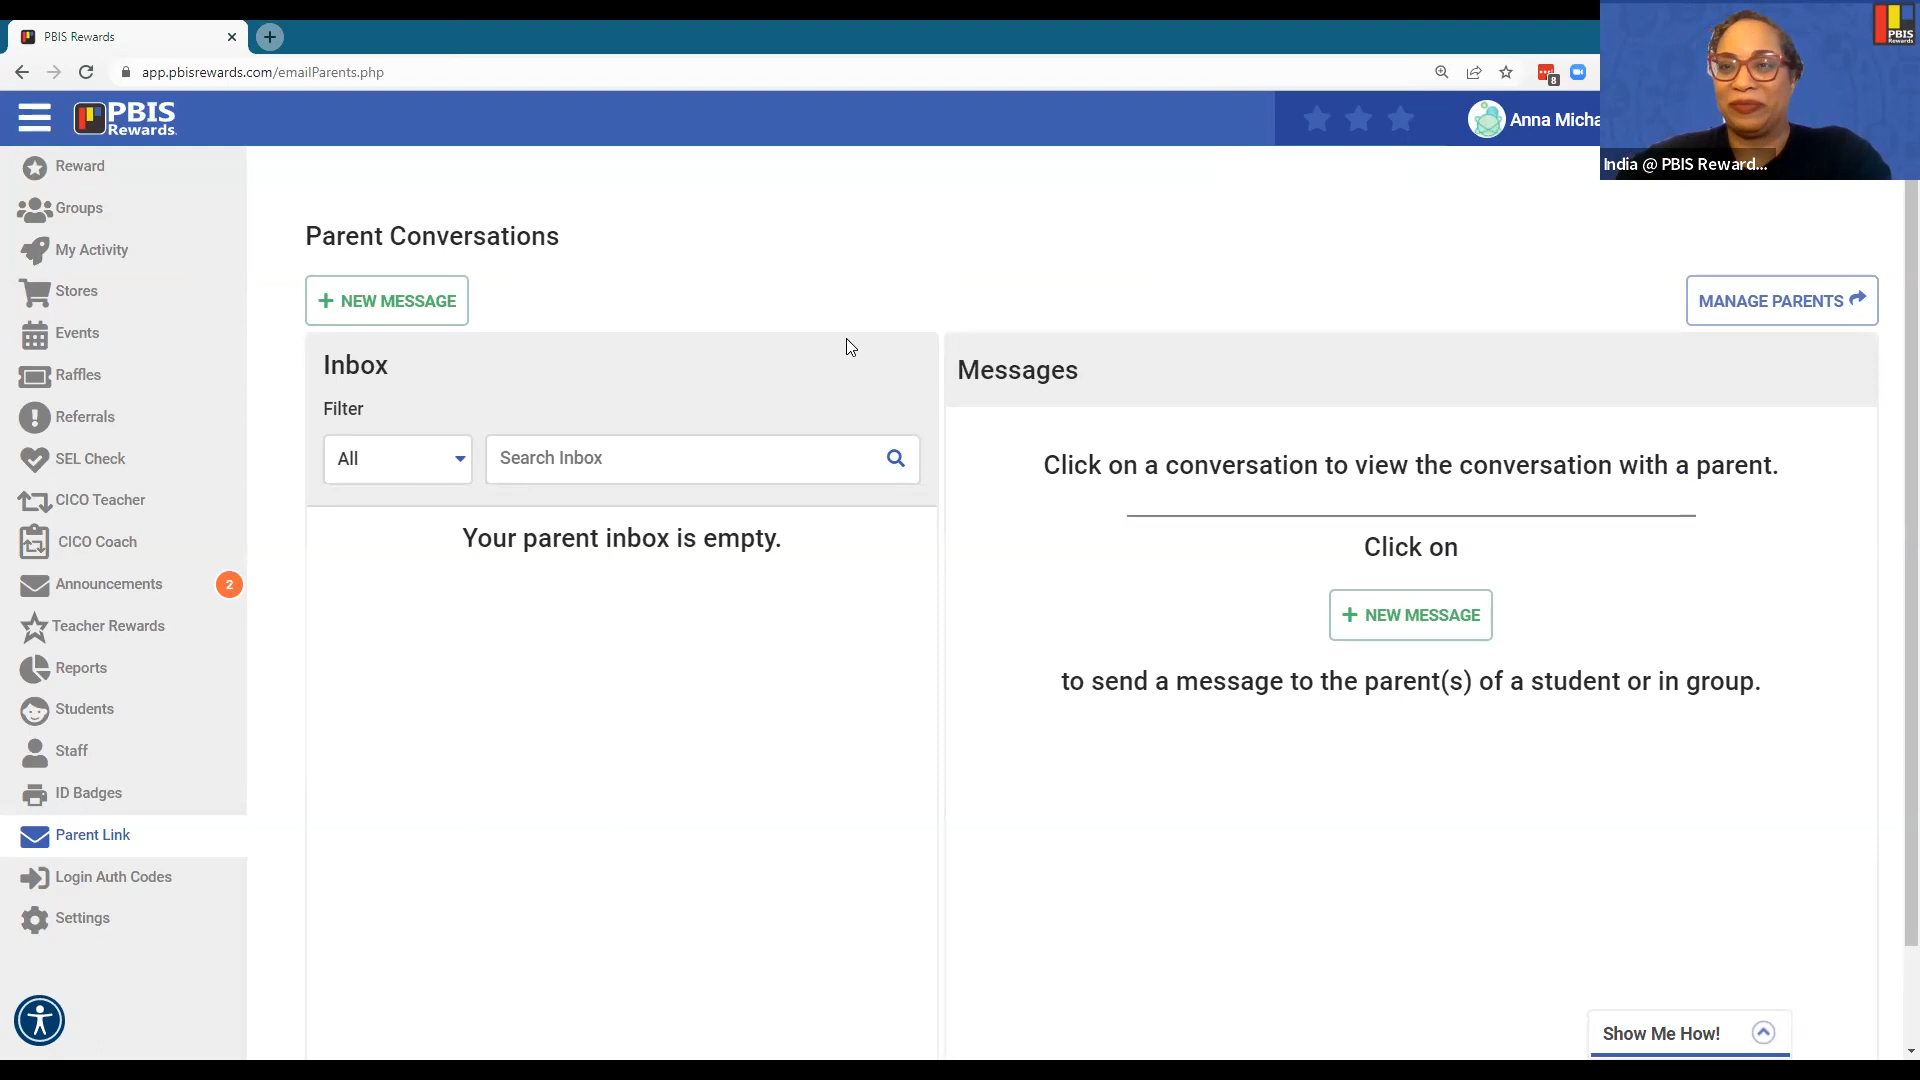 PBIS Rewards
app.pbisrewards.com/emailParents.php
8
PBIS
Rewards
PBIS
Rewards
Anna Micha
India @ PBIS Reward...
Reward
Groups
My Activity
Stores
Events
Raffles
Referrals
SEL Check
CICO Teacher
CICO Coach
Announcements 2
Teacher Rewards
Reports
Students
Staff
ID Badges
Parent Link
Login Auth Codes
Settings
Parent Conversations
+ NEW MESSAGE
MANAGE PARENTS
Inbox
Filter
All
Search Inbox
Your parent inbox is empty.
Messages
Click on a conversation to view the conversation with a parent.
Click on
+ NEW MESSAGE
to send a message to the parent(s) of a student or in group.
Show Me How!